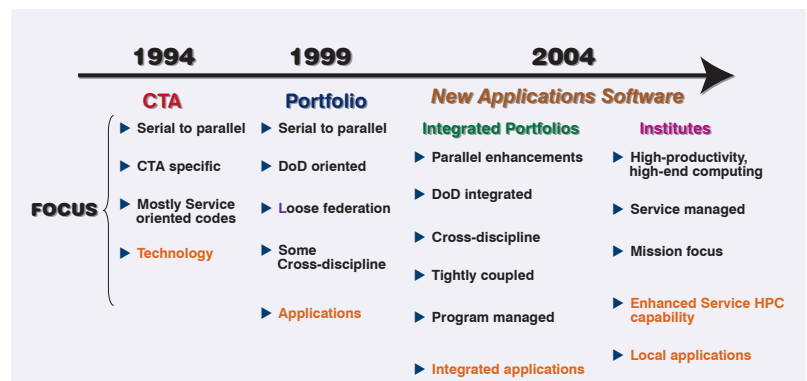 1994
1999
2004
CTA
Portfolio
New Applications Software
FOCUS
Serial to parallel
CTA specific
Mostly Service
oriented codes
Technology
Serial to parallel
DoD oriented
Loose federation
Some
Cross-discipline
Applications
Integrated Portfolios
Parallel enhancements
DoD integrated
Cross-discipline
Tightly coupled
Program managed
Integrated applications
Institutes
High-productivity,
high-end computing
Service managed
Mission focus
Enhanced Service HPC
capability
Local applications